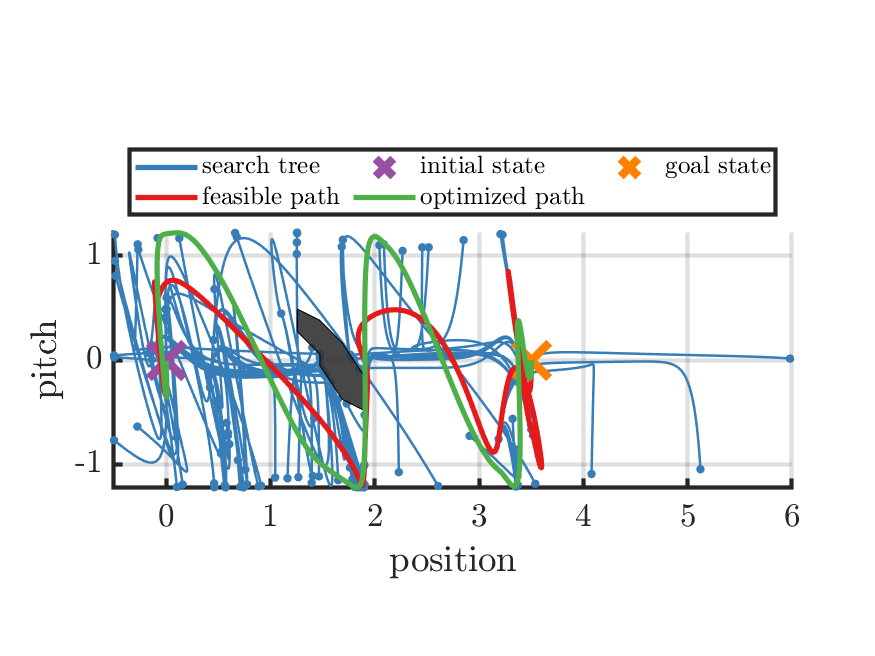 search tree initial state goal state
feasible path optimized path
1
0
-1
pitch
0 1 2 3 4 5 6
position